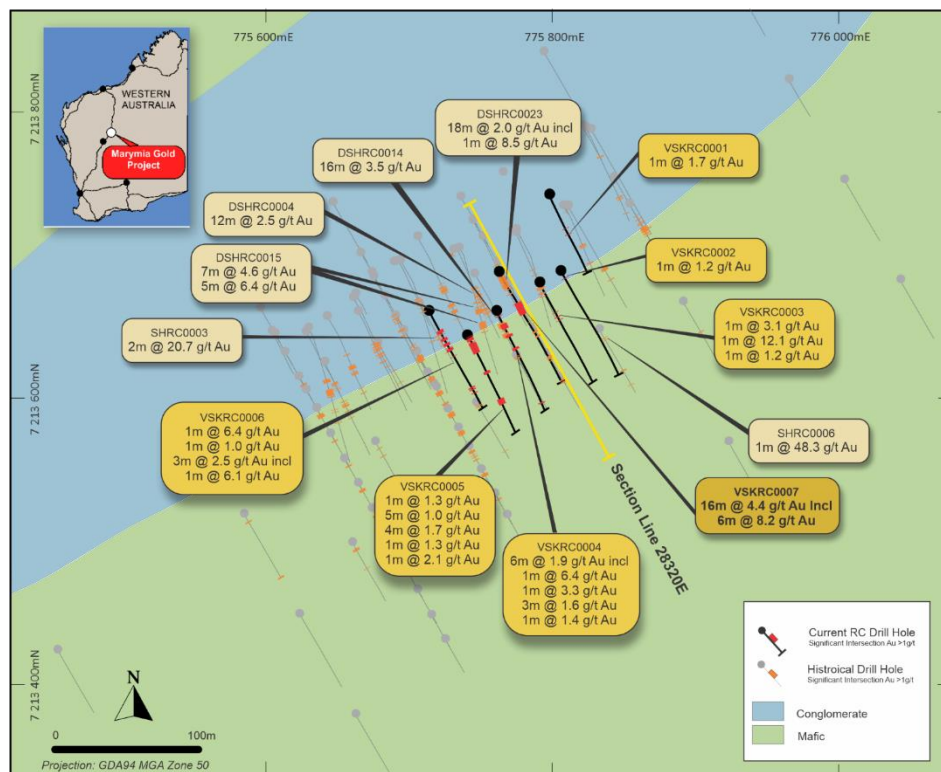 775 600mE
775 800mE
776 000mE
7 213 800mN
7 213 600mN
7 213 400mN
WESTERN
AUSTRALIA
Marymia Gold
Project
DSHRC0023
18m @ 2.0 g/t Au incl
1m @ 8.5 g/t Au
DSHRC0014
16m @ 3.5 g/t Au
VSKRC0001
1m @ 1.7 g/t Au
DSHRC0004
12m @ 2.5 g/t Au
VSKRC0002
1m @ 1.2 g/t Au
DSHRC0015
7m @ 4.6 g/t Au
5m @ 6.4 g/t Au
VSKRC0003
1m @ 3.1 g/t Au
1m @ 12.1 g/t Au
1m @ 1.2 g/t Au
SHRC0003
2m @ 20.7 g/t Au
VSKRC0006
1m @ 6.4 g/t Au
1m @ 1.0 g/t Au
3m @ 2.5 g/t Au incl
1m @ 6.1 g/t Au
SHRC0006
1m @ 48.3 g/t Au
VSKRC0005
1m @ 1.3 g/t Au
5m @ 1.0 g/t Au
4m @ 1.7 g/t Au
1m @ 1.3 g/t Au
1m @ 2.1 g/t Au
VSKRC0007
16m @ 4.4 g/t Au Incl
6m @ 8.2 g/t Au
VSKRC0004
6m @ 1.9 g/t Au incl
1m @ 6.4 g/t Au
1m @ 3.3 g/t Au
3m @ 1.6 g/t Au
1m @ 1.4 g/t Au
Section Line 28320E
Current RC Drill Hole
Significant Intersection Au >1g/t
Histroical Drill Hole
Significant Intersection Au >1g/t
Conglomerate
Mafic
N
0
100m
Projection: GDA94 MGA Zone 50